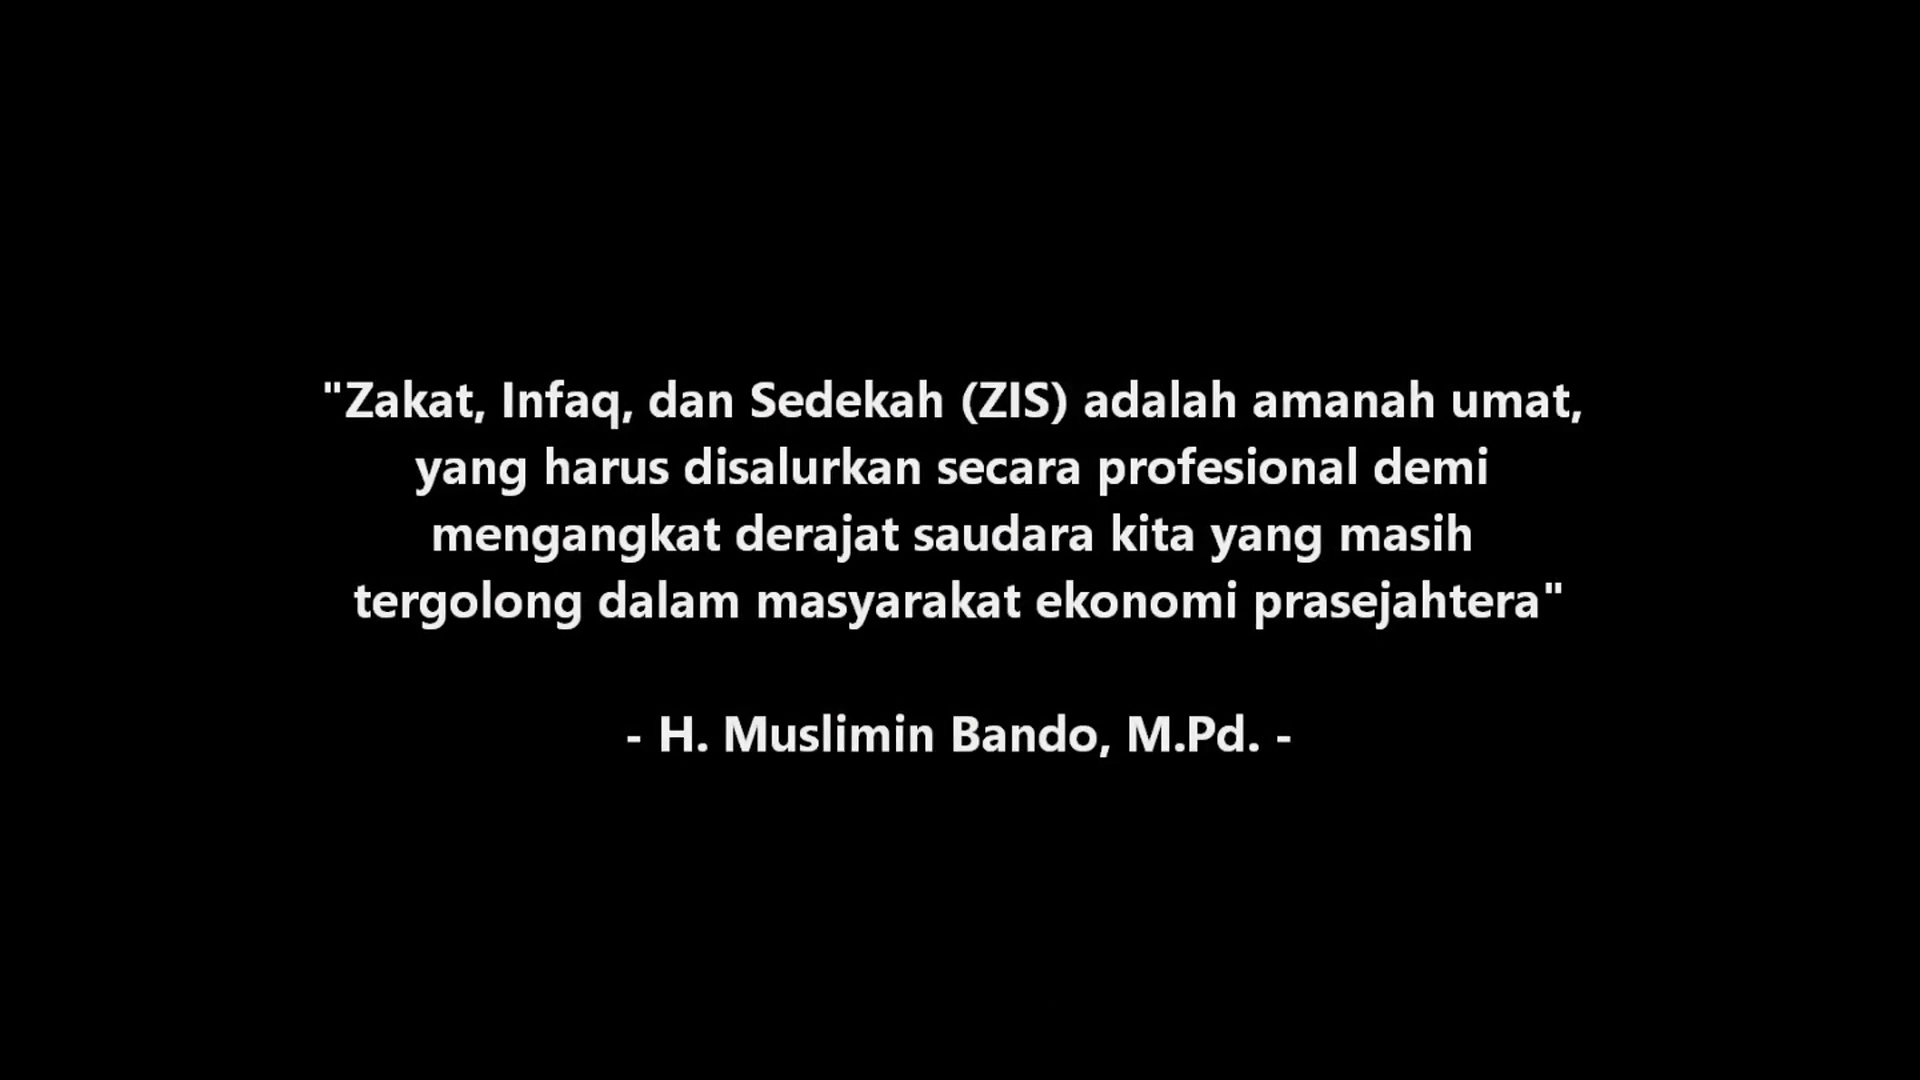 "Zakat, Infaq, dan Sedekah (ZIS) adalah amanah umat,
yang harus disalurkan secara profesional demi
mengangkat derajat saudara kita yang masih
tergolong dalam masyarakat ekonomi prasejahtera"
- H. Muslimin Bando, M.Pd. -